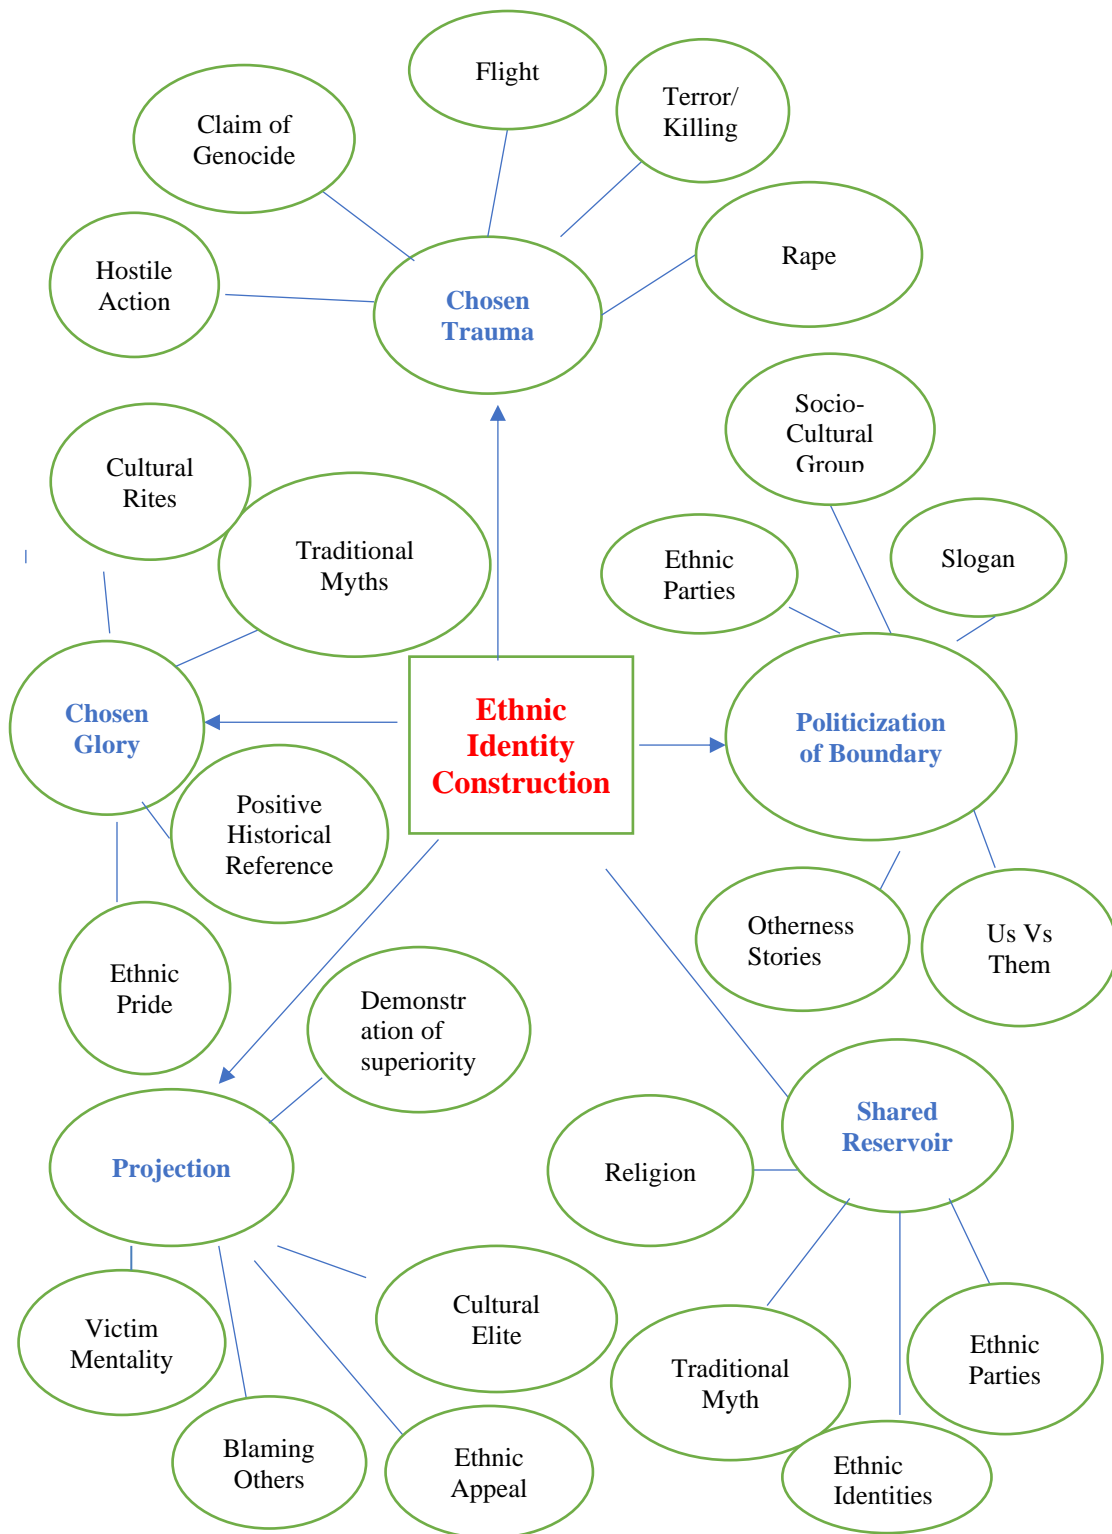 Flight
Terror/
Killing
Claim of
Genocide
Rape
Hostile
Action
Chosen
Trauma
Socio-
Cultural
Group
Cultural
Rites
Traditional
Myths
Ethnic
Parties
Slogan
Chosen
Glory
Ethnic
Identity
Construction
Politicization
of Boundary
Positive
Historical
Reference
Otherness
Stories
Us Vs
Them
Ethnic
Pride
Demonstr
ation of
superiority
Shared
Reservoir
Projection
Religion
Victim
Mentality
Cultural
Elite
Traditional
Myth
Ethnic
Parties
Blaming
Others
Ethnic
Appeal
Ethnic
Identities